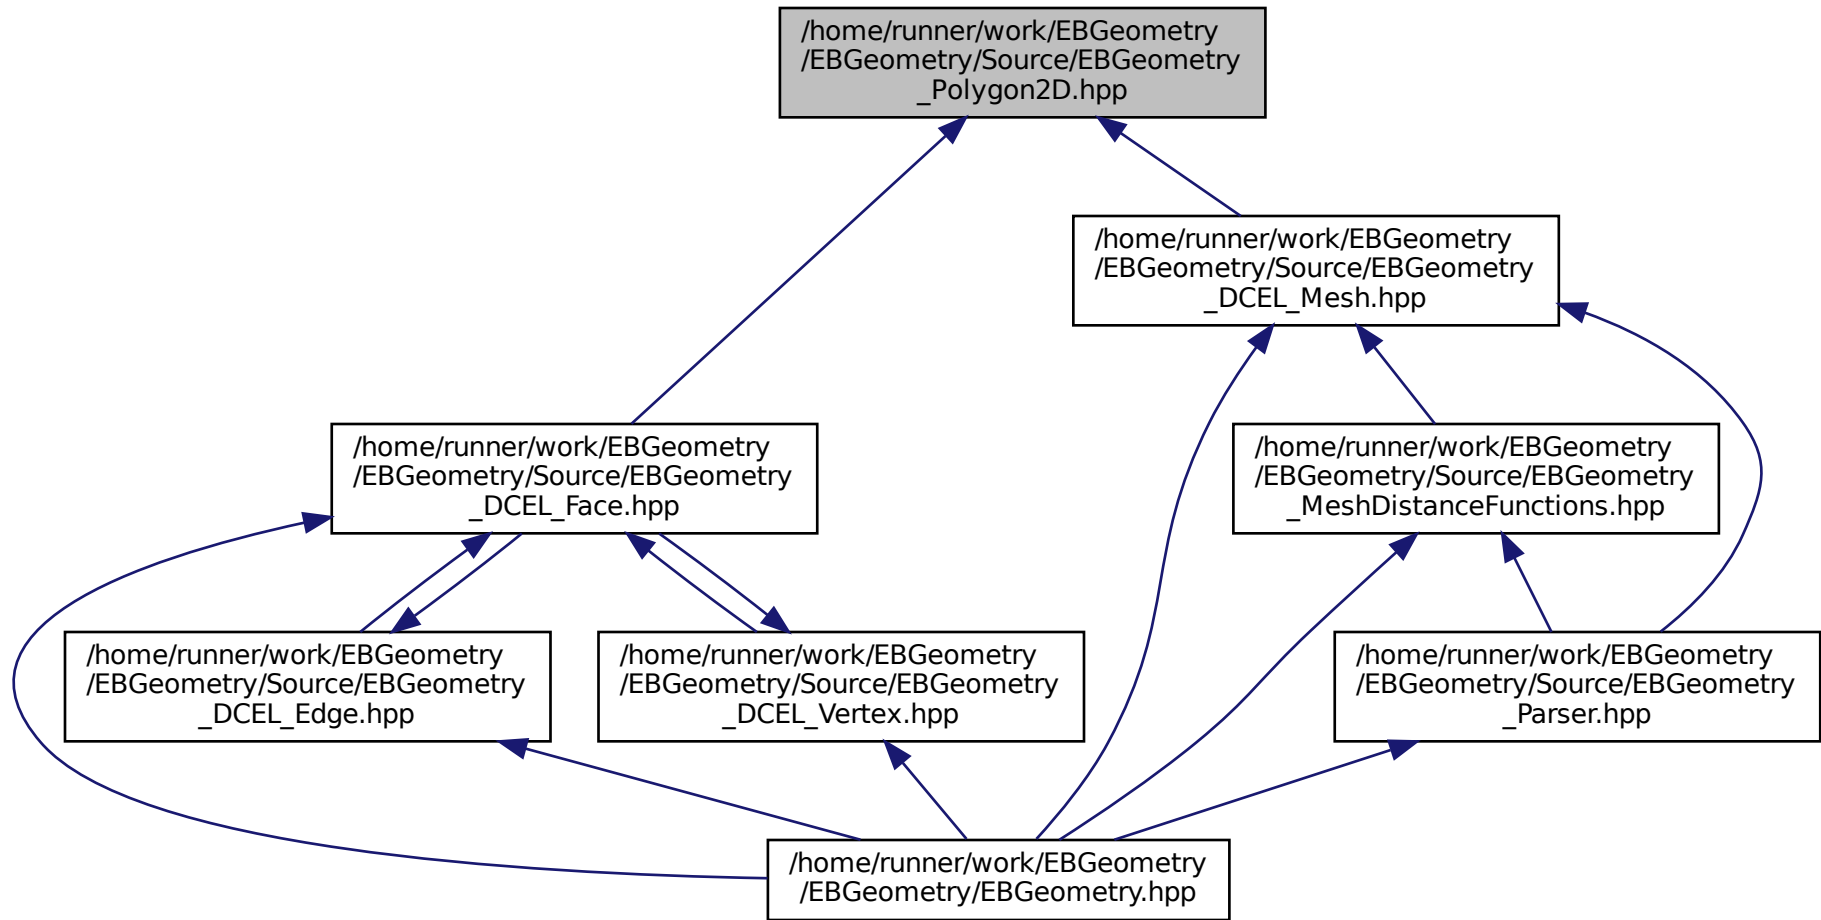 /home/runner/work/EBGeometry
/EBGeometry/Source/EBGeometry
_Polygon2D.hpp
/home/runner/work/EBGeometry
/EBGeometry/Source/EBGeometry
_DCEL_Mesh.hpp
/home/runner/work/EBGeometry
/EBGeometry/Source/EBGeometry
_DCEL_Face.hpp
/home/runner/work/EBGeometry
/EBGeometry/Source/EBGeometry
_MeshDistanceFunctions.hpp
/home/runner/work/EBGeometry
/EBGeometry/Source/EBGeometry
_DCEL_Edge.hpp
/home/runner/work/EBGeometry
/EBGeometry/Source/EBGeometry
_DCEL_Vertex.hpp
/home/runner/work/EBGeometry
/EBGeometry/Source/EBGeometry
_Parser.hpp
/home/runner/work/EBGeometry
/EBGeometry/EBGeometry.hpp